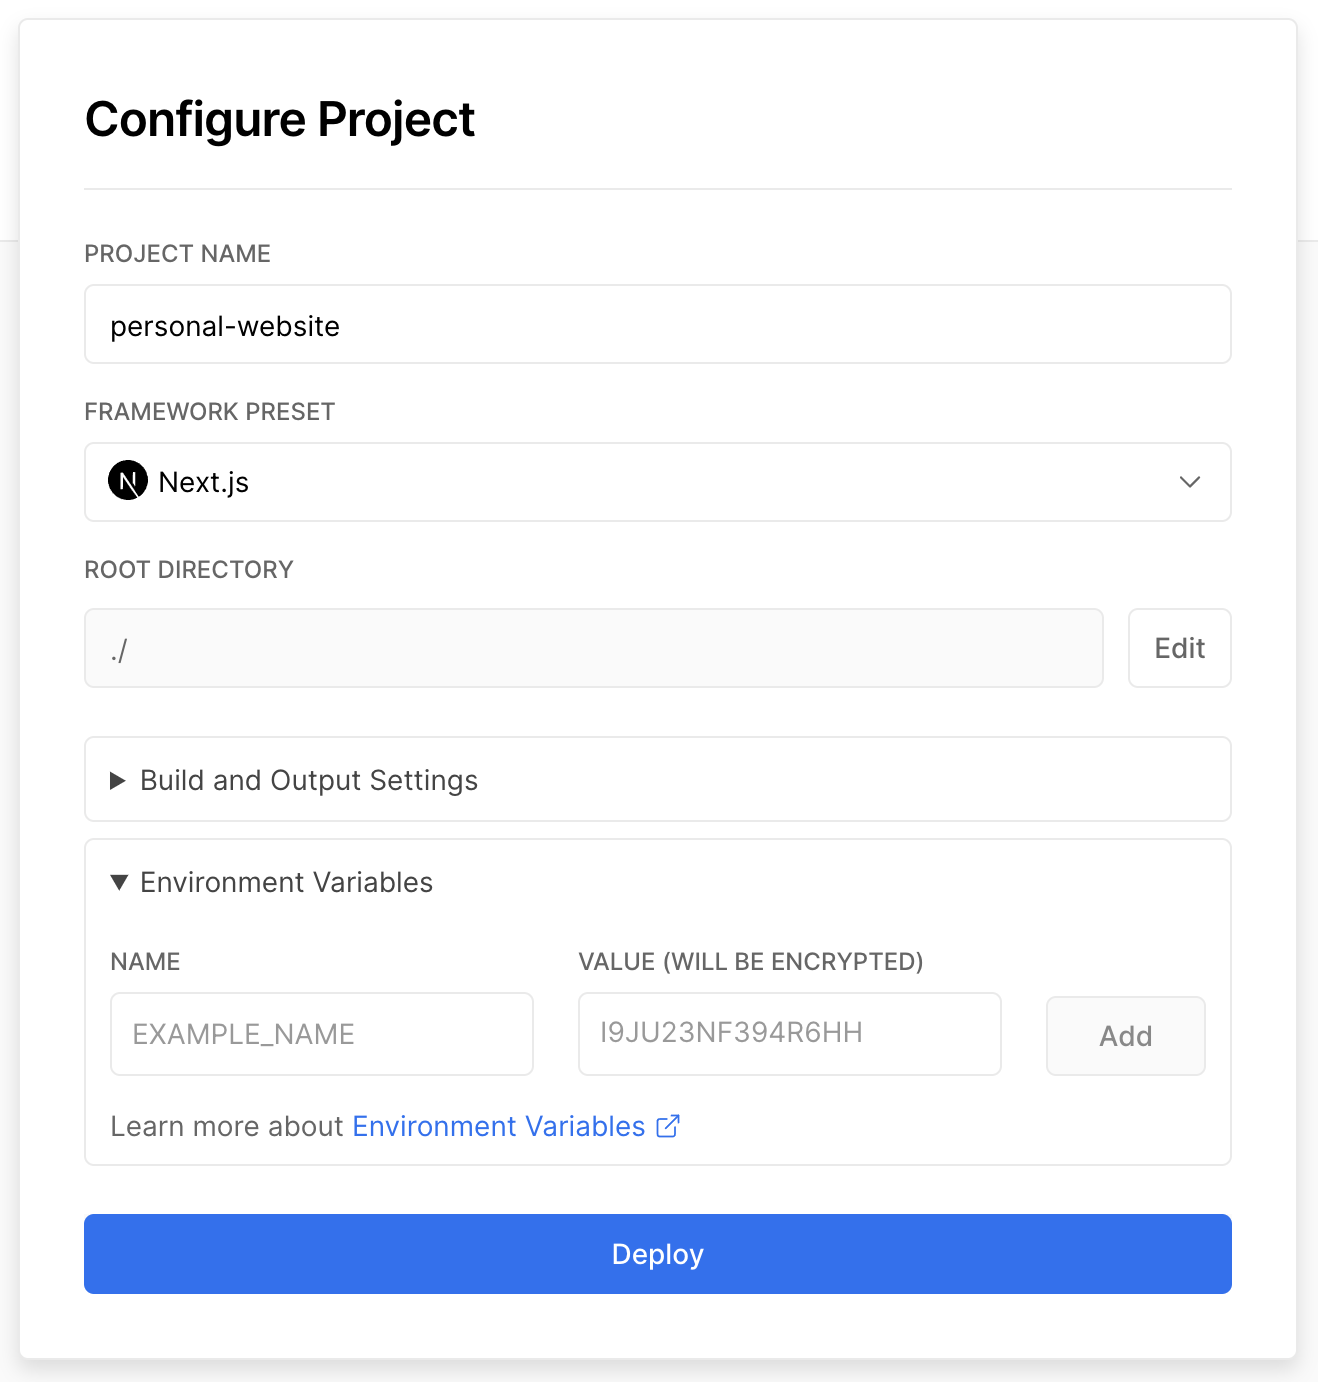 Configure Project
PROJECT NAME
personal-website
FRAMEWORK PRESET
N Next.js
ROOT DIRECTORY
./
Edit
Build and Output Settings
Environment Variables
NAME
VALUE (WILL BE ENCRYPTED)
EXAMPLE_NAME
I9JU23NF394R6HH
Add
Learn more about Environment Variables
Deploy